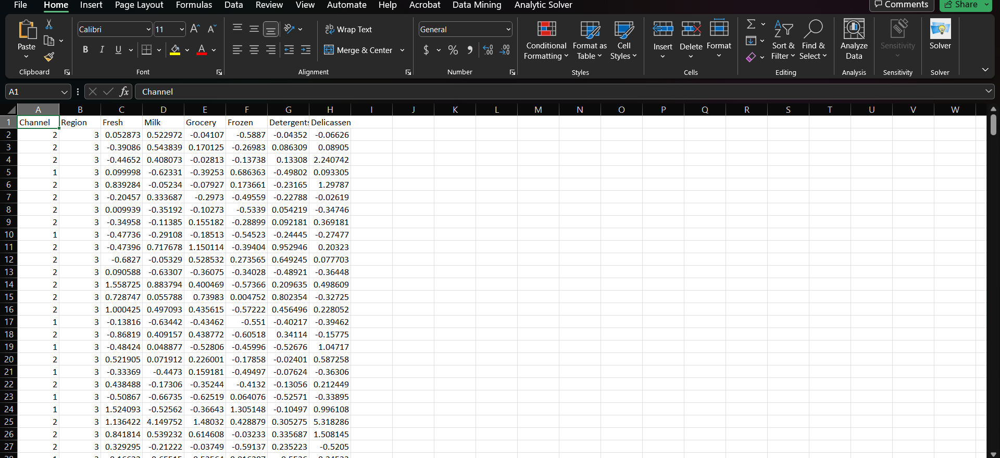 File Home Insert Page Layout Formulas Data Review View Automate Help Acrobat Data Mining Analytic Solver Comments Share
Paste
Clipboard
Calibri 11
B I U A
Font
Wrap Text
Merge & Center
Alignment
General
$ % 9
Number
Conditional Formatting
Format as Table
Cell Styles
Styles
Insert Delete Format
Cells
Sort & Filter
Find & Select
Editing
Analyze Data
Analysis
Sensitivity
Sensitivity
Solver
Solver
A1 fx Channel
A B C D E F G H I J K L M N O P Q R S T U V W
1 Channel Region Fresh Milk Grocery Frozen Detergents Delicassen
2 2 3 0.052873 0.522972 -0.04107 -0.5887 -0.04352 -0.06626
3 2 3 -0.39086 0.543839 0.170125 -0.26983 0.086309 0.08905
4 2 3 -0.44652 0.408073 -0.02813 -0.13738 0.13308 2.240742
5 1 3 0.099998 -0.62331 -0.39253 0.686363 -0.49802 0.093305
6 2 3 0.839284 -0.05234 -0.07927 0.173661 -0.23165 1.29787
7 2 3 -0.20457 0.333687 -0.2973 -0.49559 -0.22788 -0.02619
8 2 3 0.009939 -0.35192 -0.10273 -0.5339 0.054219 -0.34746
9 2 3 -0.34958 -0.11385 0.155182 -0.28899 0.092181 0.369181
10 1 3 -0.47736 -0.29108 -0.18513 -0.54523 -0.24445 -0.27477
11 2 3 -0.47396 0.717678 1.150114 -0.39404 0.952946 0.20323
12 2 3 -0.6827 -0.05329 0.528532 0.273565 0.649245 0.077703
13 2 3 0.090588 -0.63307 -0.36075 -0.34028 -0.48921 -0.36448
14 2 3 1.558725 0.883794 0.400469 -0.57366 0.209635 0.498609
15 2 3 0.728747 0.055788 0.73983 0.004752 0.802354 -0.32725
16 2 3 1.000425 0.497093 0.435615 -0.57222 0.456496 0.228052
17 1 3 -0.13816 -0.63442 -0.43462 -0.551 -0.40217 -0.39462
18 2 3 -0.86819 0.409157 0.438772 -0.60518 0.34114 -0.15775
19 1 3 -0.48424 0.048877 -0.52806 -0.45996 -0.52676 1.04717
20 2 3 0.521905 0.071912 0.226001 -0.17858 -0.02401 0.587258
21 1 3 -0.33369 -0.4473 0.159181 -0.49497 -0.07624 -0.36306
22 2 3 0.438488 -0.17306 -0.35244 -0.4132 -0.13056 0.212449
23 1 3 -0.50867 -0.66735 -0.62519 0.064076 -0.52571 -0.33895
24 1 3 1.524093 -0.52562 -0.36643 1.305148 -0.10497 0.996108
25 2 3 1.136422 4.149752 1.48032 0.428879 0.305275 5.318286
26 2 3 0.841814 0.539232 0.614608 -0.03233 0.335687 1.508145
27 2 3 0.329295 -0.21222 -0.03749 -0.59137 0.235223 -0.5205